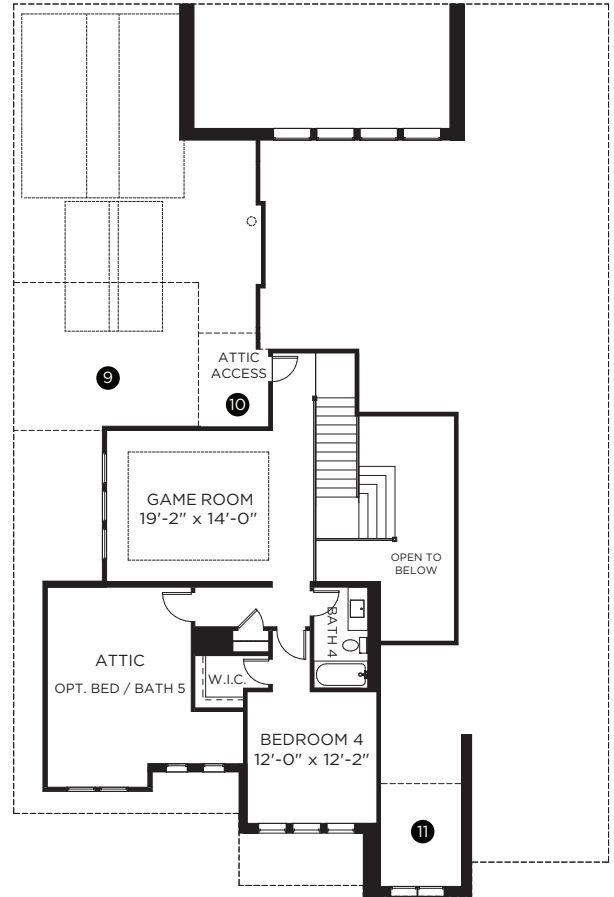 ATTIC
ACCESS
9
10
GAME ROOM
19'-2" x 14'-0"
OPEN TO
BELOW
BATH 4
ATTIC
OPT. BED / BATH 5
W.I.C.
BEDROOM 4
12'-0" x 12'-2"
11